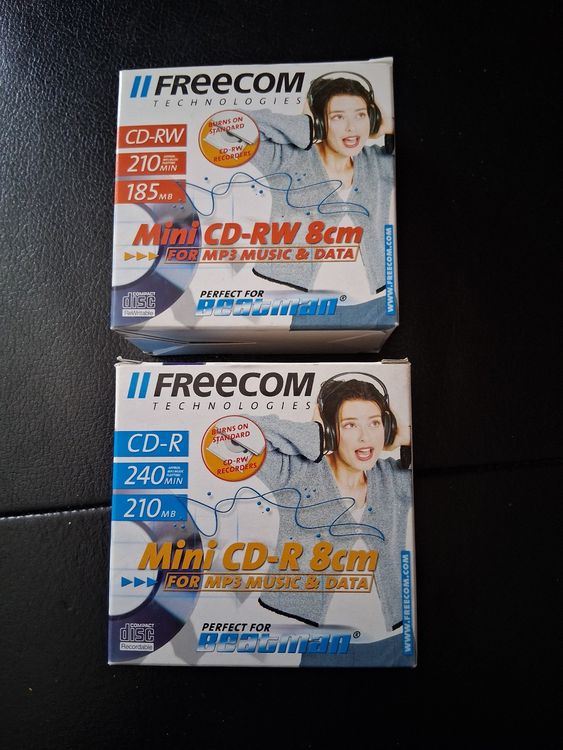 FREECOM
TECHNOLOGIES
BURNS ON
STANDARD
CD-RW
RECORDERS
CD-RW
210 MIN
185 MB
Mini CD-RW 8cm
FOR MP3 MUSIC & DATA
WWW.FREECOM.COM
COMPACT
disc
ReWritable
PERFECT FOR
Beatman®
FREECOM
TECHNOLOGIES
BURNS ON
STANDARD
CD-RW
RECORDERS
CD-R
240 MIN
210 MB
Mini CD-R 8cm
FOR MP3 MUSIC & DATA
WWW.FREECOM.COM
COMPACT
disc
Recordable
PERFECT FOR
Beatman®